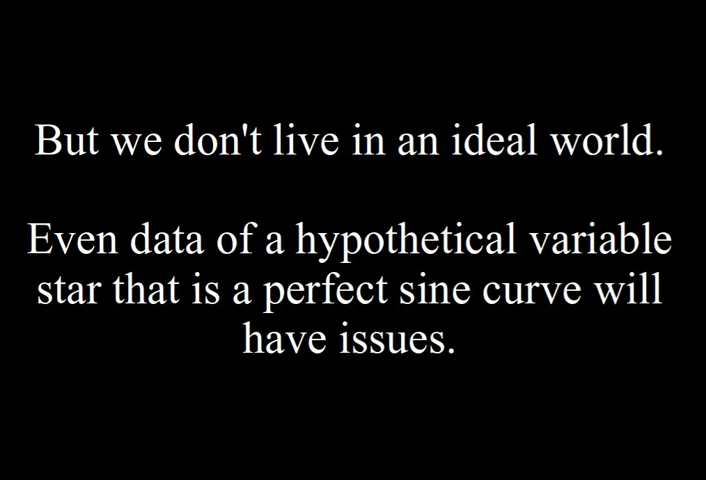 But we don't live in an ideal world.
Even data of a hypothetical variable
star that is a perfect sine curve will
have issues.